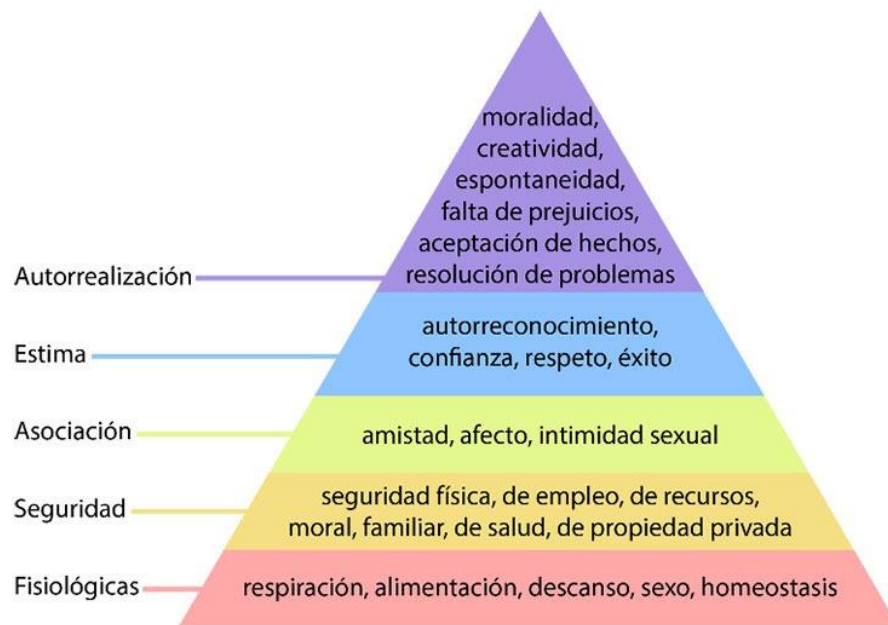 moralidad,
creatividad,
espontaneidad,
falta de prejuicios,
aceptación de hechos,
resolución de problemas
Autorrealización
autorreconocimiento,
confianza, respeto, éxito
Estima
amistad, afecto, intimidad sexual
Asociación
seguridad física, de empleo, de recursos,
moral, familiar, de salud, de propiedad privada
Seguridad
respiración, alimentación, descanso, sexo, homeostasis
Fisiológicas